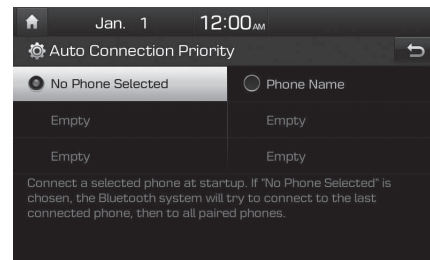 Jan. 1 12:00 AM
Auto Connection Priority
No Phone Selected Phone Name
Empty Empty
Empty Empty
Connect a selected phone at startup. If "No Phone Selected" is
chosen, the Bluetooth system will try to connect to the last
connected phone, then to all paired phones.